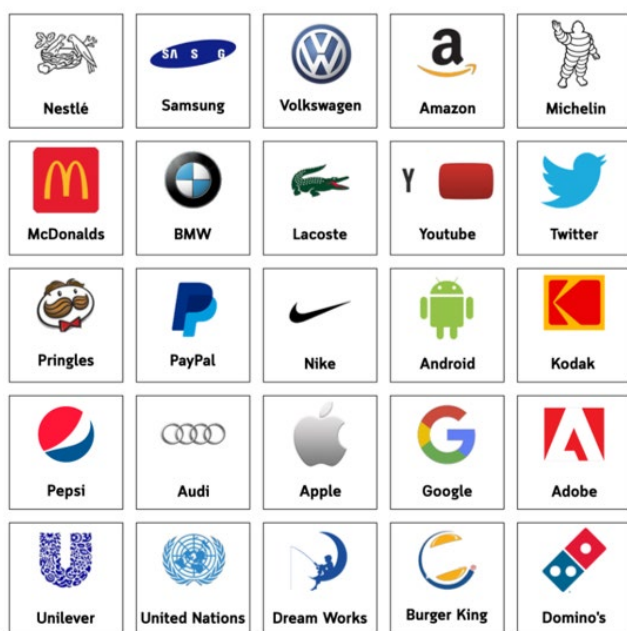 SA S G
a
Nestlé Samsung Volkswagen Amazon Michelin
Y
McDonalds BMW Lacoste Youtube Twitter
Pringles PayPal Nike Android Kodak
Pepsi Audi Apple Google Adobe
Unilever United Nations Dream Works Burger King Domino's